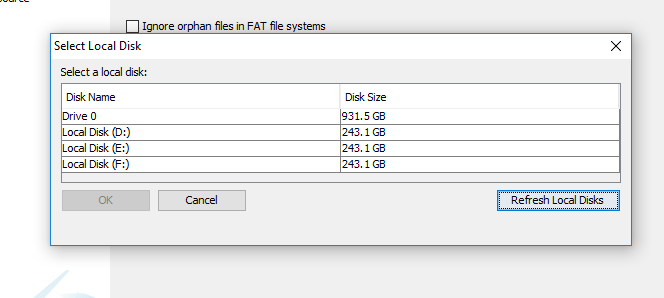 Ignore orphan files in FAT file systems
Select Local Disk
Select a local disk:
Disk Name Disk Size
Drive 0 931.5 GB
Local Disk (D:) 243.1 GB
Local Disk (E:) 243.1 GB
Local Disk (F:) 243.1 GB
OK Cancel Refresh Local Disks